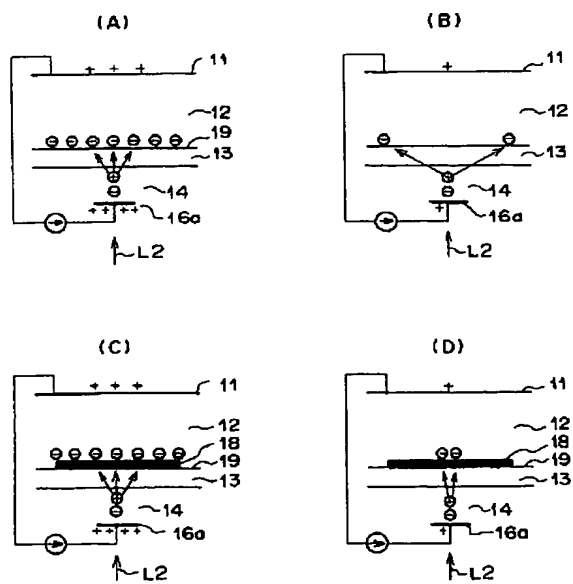 (A)
+ + +
11
12
⊖ ⊖ ⊖ ⊖ ⊖ ⊖ ⊖
19
13
⊕
⊖
14
16a
+ + + +
L2
(B)
+
11
12
⊖ ⊖
19
13
⊕
⊖
14
16a
+
L2
(C)
+ + +
11
12
⊖ ⊖ ⊖ ⊖ ⊖ ⊖ ⊖
18
19
13
⊕
⊖
14
16a
+ + + +
L2
(D)
+
11
12
⊖ ⊖
18
19
13
⊕
⊖
14
16a
+
L2